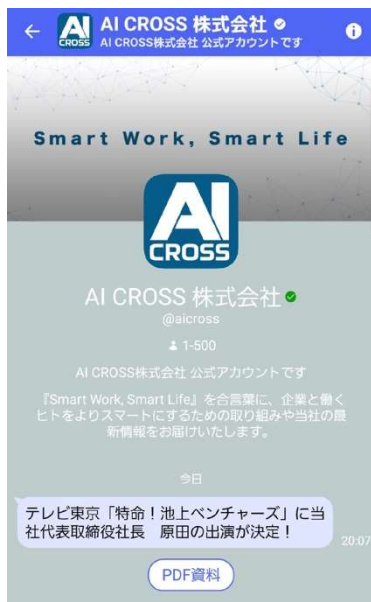 AI CROSS 株式会社
AI CROSS株式会社 公式アカウントです
AI
CROSS
Smart Work, Smart Life
AI
CROSS
AI CROSS 株式会社
@aicross
1-500
AI CROSS株式会社 公式アカウントです
『Smart Work, Smart Life』を合言葉に、企業と働く
ヒトをよりスマートにするための取り組みや当社の最
新情報をお届けいたします。
今日
テレビ東京「特命！池上ベンチャーズ」に当
社代表取締役社長　原田の出演が決定！
20:07
PDF資料